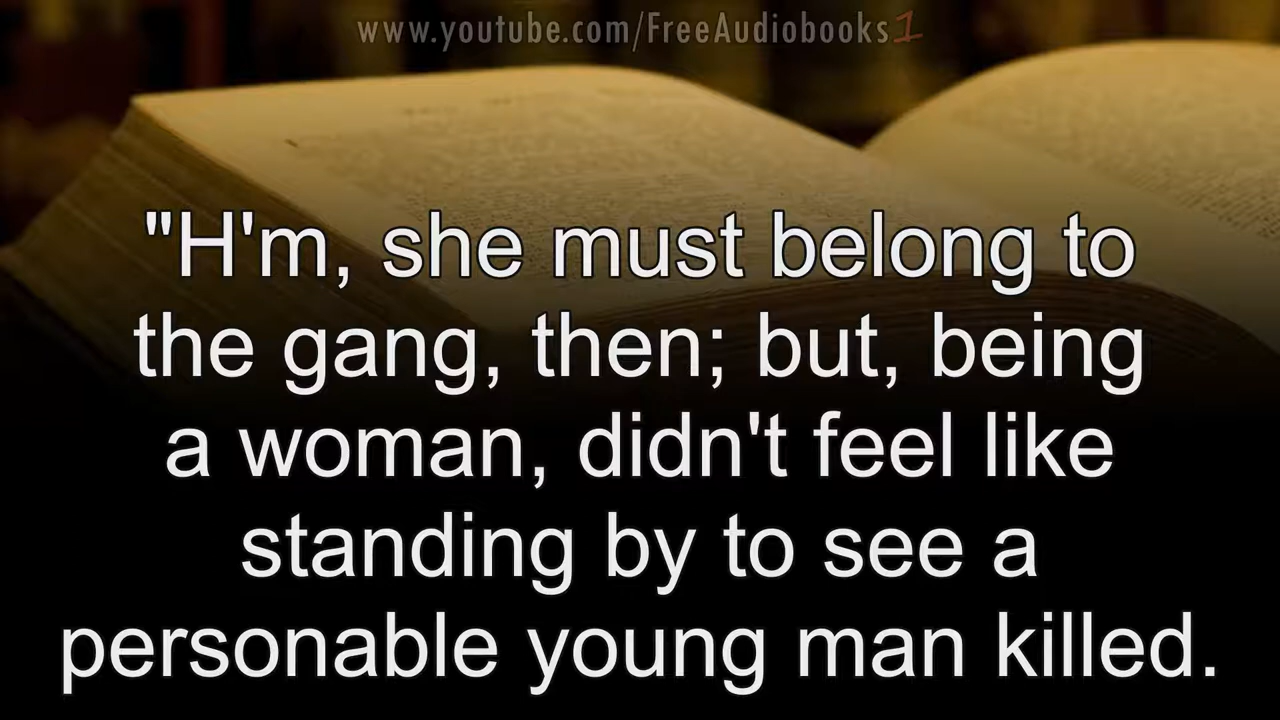 www.youtube.com/FreeAudiobooks1
"H'm, she must belong to
the gang, then; but, being
a woman, didn't feel like
standing by to see a
personable young man killed.